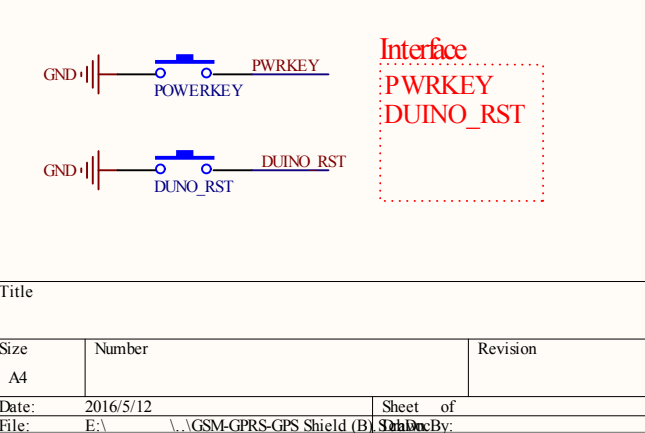 Interface
GND PWRKEY
POWERKEY
PWRKEY
DUINO_RST
GND DUINO_RST
DUNO_RST
Title
Size Number Revision
A4
Date: 2016/5/12 Sheet of
File: E:\ \..\GSM-GPRS-GPS Shield (B).SchDoc Drawn By: